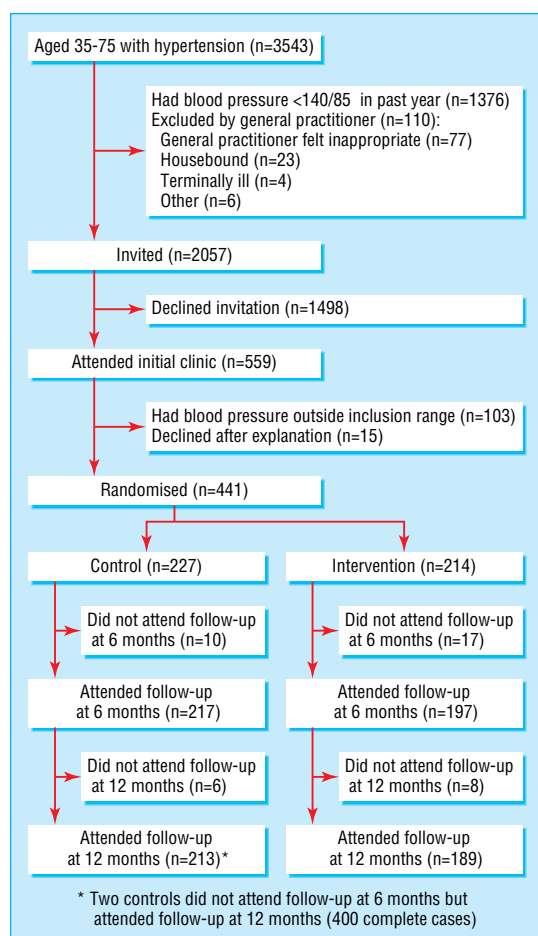 Aged 35-75 with hypertension (n=3543)
Had blood pressure <140/85 in past year (n=1376)
Excluded by general practitioner (n=110):
General practitioner felt inappropriate (n=77)
Housebound (n=23)
Terminally ill (n=4)
Other (n=6)
Invited (n=2057)
Declined invitation (n=1498)
Attended initial clinic (n=559)
Had blood pressure outside inclusion range (n=103)
Declined after explanation (n=15)
Randomised (n=441)
Control (n=227)
Intervention (n=214)
Did not attend follow-up
at 6 months (n=10)
Did not attend follow-up
at 6 months (n=17)
Attended follow-up
at 6 months (n=217)
Attended follow-up
at 6 months (n=197)
Did not attend follow-up
at 12 months (n=6)
Did not attend follow-up
at 12 months (n=8)
Attended follow-up
at 12 months (n=213)*
Attended follow-up
at 12 months (n=189)
* Two controls did not attend follow-up at 6 months but
attended follow-up at 12 months (400 complete cases)